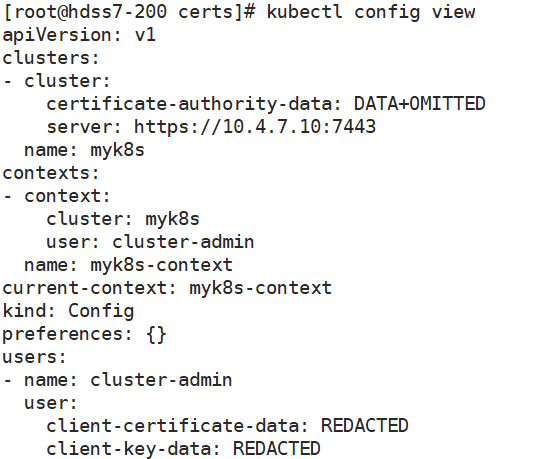 [root@hdss7-200 certs]# kubectl config view
apiVersion: v1
clusters:
- cluster:
    certificate-authority-data: DATA+OMITTED
    server: https://10.4.7.10:7443
  name: myk8s
contexts:
- context:
    cluster: myk8s
    user: cluster-admin
  name: myk8s-context
current-context: myk8s-context
kind: Config
preferences: {}
users:
- name: cluster-admin
  user:
    client-certificate-data: REDACTED
    client-key-data: REDACTED